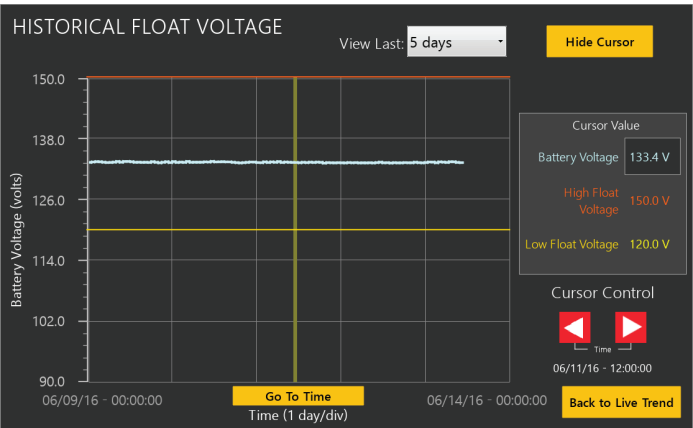 HISTORICAL FLOAT VOLTAGE
View Last: 5 days
Hide Cursor
150.0
138.0
126.0
114.0
102.0
90.0
Battery Voltage (volts)
06/09/16 - 00:00:00
Go To Time
06/14/16 - 00:00:00
Time (1 day/div)
Cursor Value
Battery Voltage 133.4 V
High Float
Voltage 150.0 V
Low Float Voltage 120.0 V
Cursor Control
Time
06/11/16 - 12:00:00
Back to Live Trend